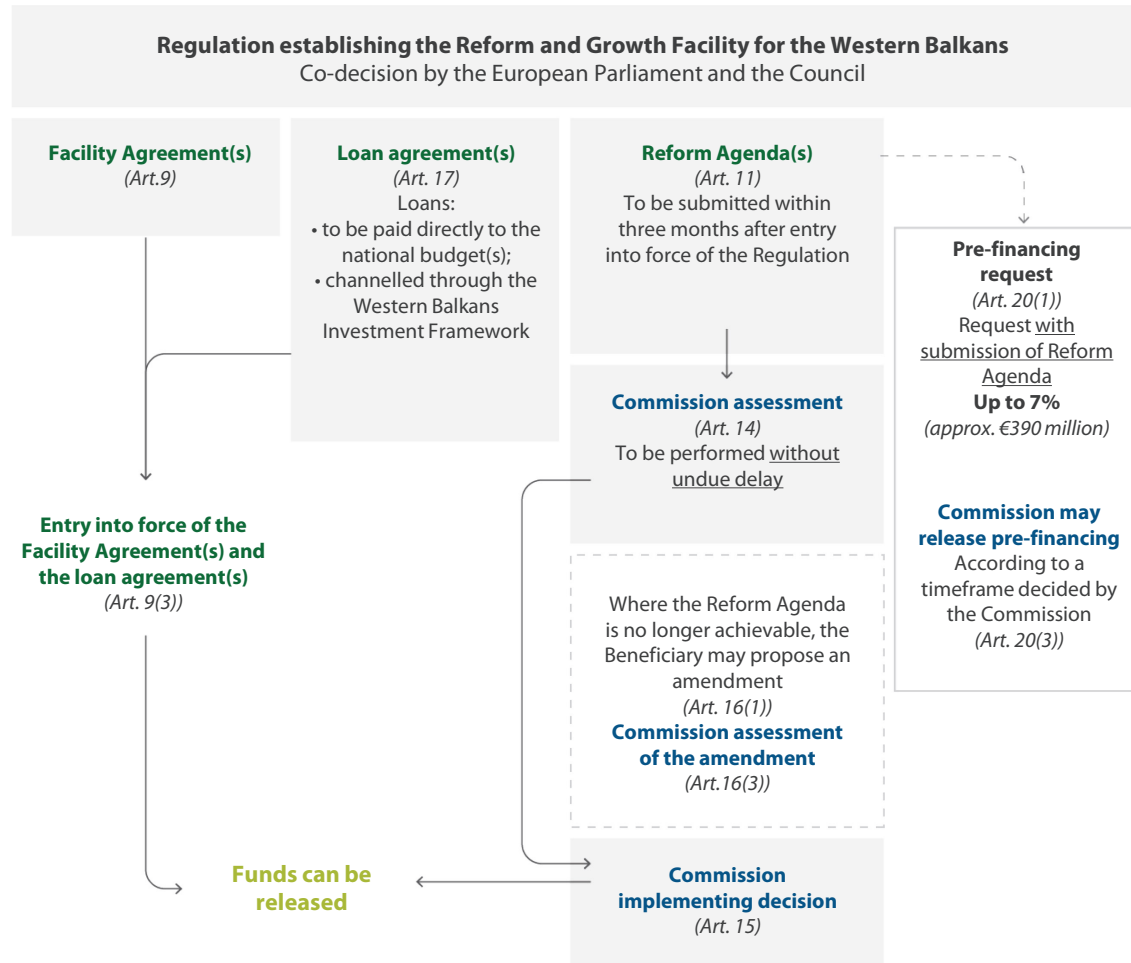 Regulation establishing the Reform and Growth Facility for the Western Balkans
Co-decision by the European Parliament and the Council
Facility Agreement(s)
(Art.9)
Loan agreement(s)
(Art. 17)
Loans:
• to be paid directly to the
national budget(s);
• channelled through the
Western Balkans
Investment Framework
Reform Agenda(s)
(Art. 11)
To be submitted within
three months after entry
into force of the Regulation
Pre-financing
request
(Art. 20(1))
Request with
submission of Reform
Agenda
Up to 7%
(approx. €390 million)
Commission may
release pre-financing
According to a
timeframe decided by
the Commission
(Art. 20(3))
Commission assessment
(Art. 14)
To be performed without
undue delay
Entry into force of the
Facility Agreement(s) and
the loan agreement(s)
(Art. 9(3))
Where the Reform Agenda
is no longer achievable, the
Beneficiary may propose an
amendment
(Art. 16(1))
Commission assessment
of the amendment
(Art.16(3))
Commission
implementing decision
(Art. 15)
Funds can be
released